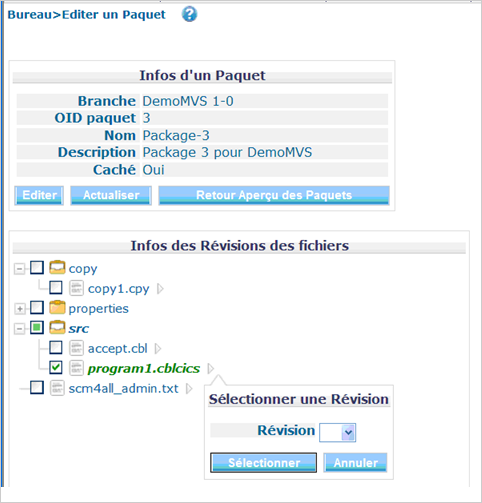 Bureau>Editer un Paquet
Infos d'un Paquet
Branche DemoMVS 1-0
OID paquet 3
Nom Package-3
Description Package 3 pour DemoMVS
Caché Oui
Editer Actualiser Retour Aperçu des Paquets
Infos des Révisions des fichiers
copy
copy1.cpy
properties
src
accept.cbl
program1.cblcics
scm4all_admin.txt
Sélectionner une Révision
Révision
Sélectionner Annuler